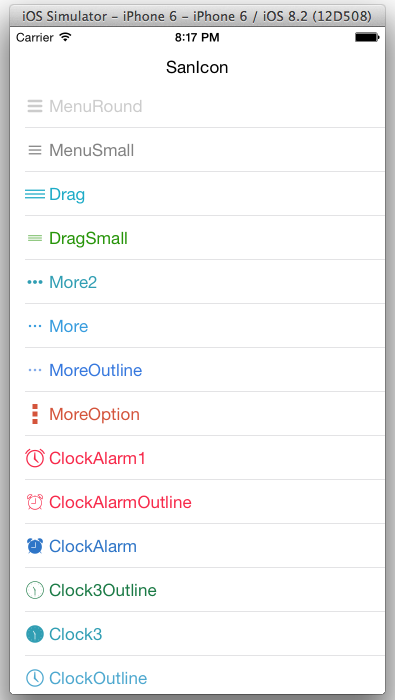 iOS Simulator - iPhone 6 - iPhone 6 / iOS 8.2 (12D508)
Carrier 8:17 PM
SanIcon
MenuRound
MenuSmall
Drag
DragSmall
More2
More
MoreOutline
MoreOption
ClockAlarm1
ClockAlarmOutline
ClockAlarm
Clock3Outline
Clock3
ClockOutline